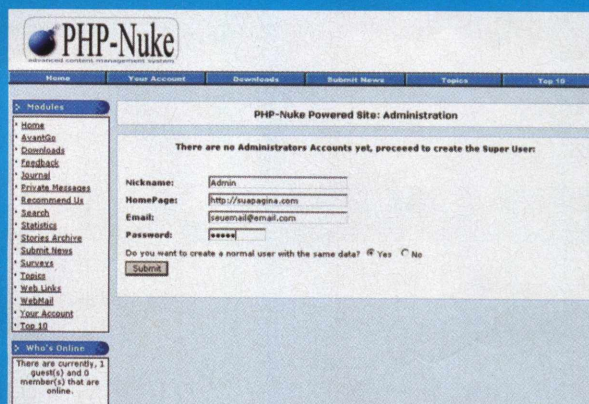 PHP-Nuke
advanced content management system
Home Your Account Downloads Submit News Topics Top 10
Modules
PHP-Nuke Powered Site: Administration
· Home
· AvantGo
· Downloads
· Feedback
· Journal
· Private Messages
· Recommend Us
· Search
· Statistics
· Stories Archive
· Submit News
· Surveys
· Topics
· Web Links
· WebMail
· Your Account
· Top 10
There are no Administrators Accounts yet, proceeed to create the Super User:
Nickname: Admin
HomePage: http://suapagina.com
Email: seuemail@email.com
Password: *****
Do you want to create a normal user with the same data? Yes No
Submit
Who's Online
There are currently, 1
guest(s) and 0
member(s) that are
online.